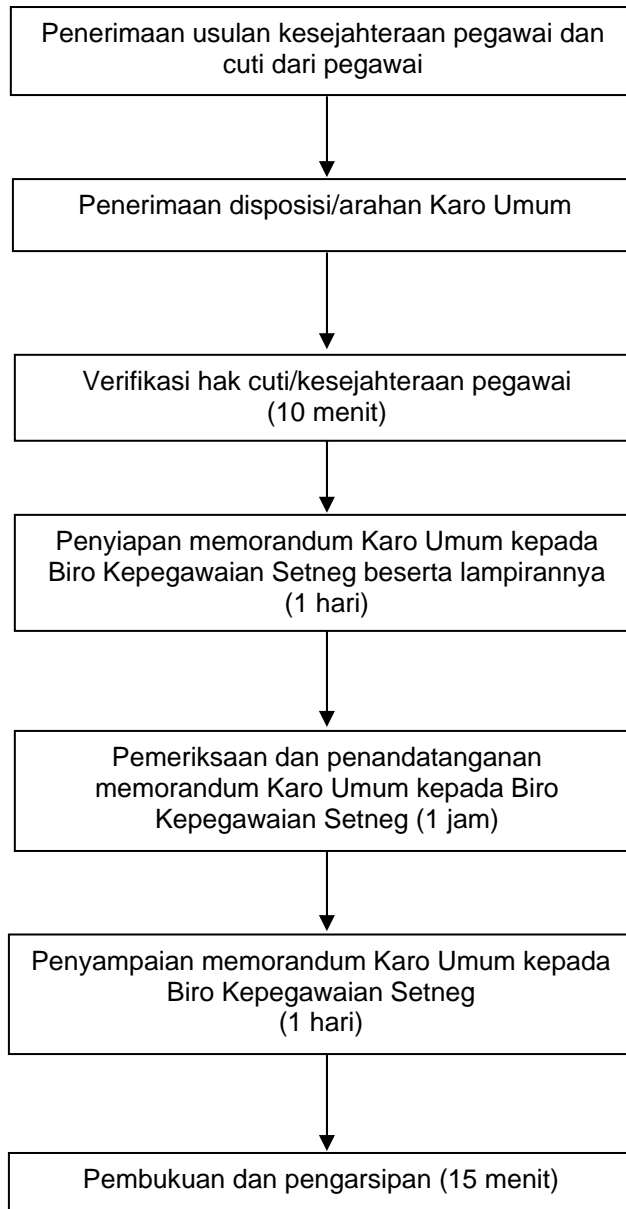 Penerimaan usulan kesejahteraan pegawai dan
cuti dari pegawai
Penerimaan disposisi/arahan Karo Umum
Verifikasi hak cuti/kesejahteraan pegawai
(10 menit)
Penyiapan memorandum Karo Umum kepada
Biro Kepegawaian Setneg beserta lampirannya
(1 hari)
Pemeriksaan dan penandatanganan
memorandum Karo Umum kepada Biro
Kepegawaian Setneg (1 jam)
Penyampaian memorandum Karo Umum kepada
Biro Kepegawaian Setneg
(1 hari)
Pembukuan dan pengarsipan (15 menit)